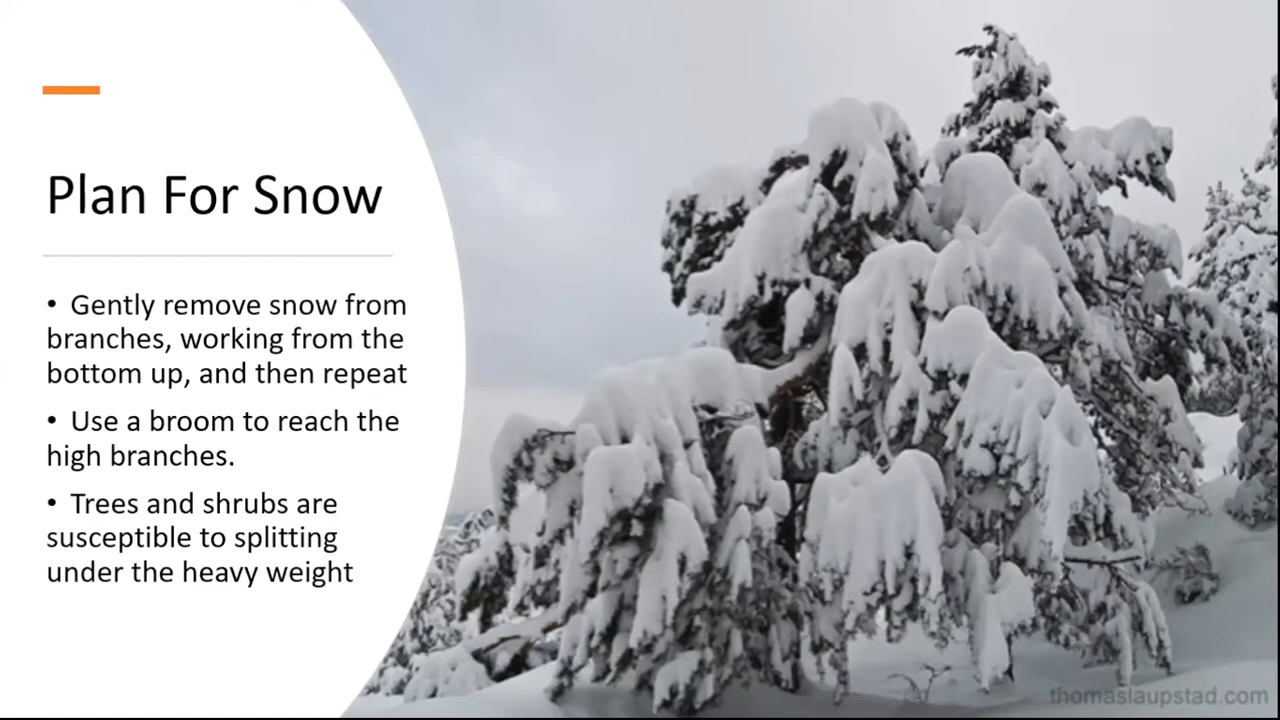 Plan For Snow
• Gently remove snow from
branches, working from the
bottom up, and then repeat
• Use a broom to reach the
high branches.
• Trees and shrubs are
susceptible to splitting
under the heavy weight
thomaslaupstad.com